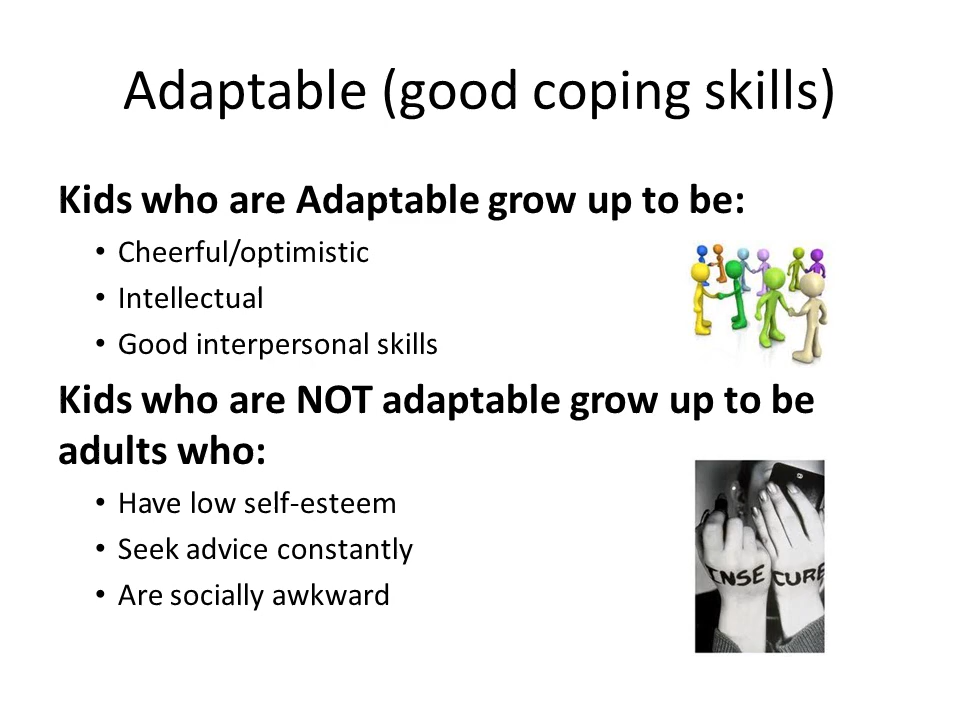 Adaptable (good coping skills)
Kids who are Adaptable grow up to be:
• Cheerful/optimistic
• Intellectual
• Good interpersonal skills
Kids who are NOT adaptable grow up to be
adults who:
• Have low self-esteem
• Seek advice constantly
• Are socially awkward
INSE CURE